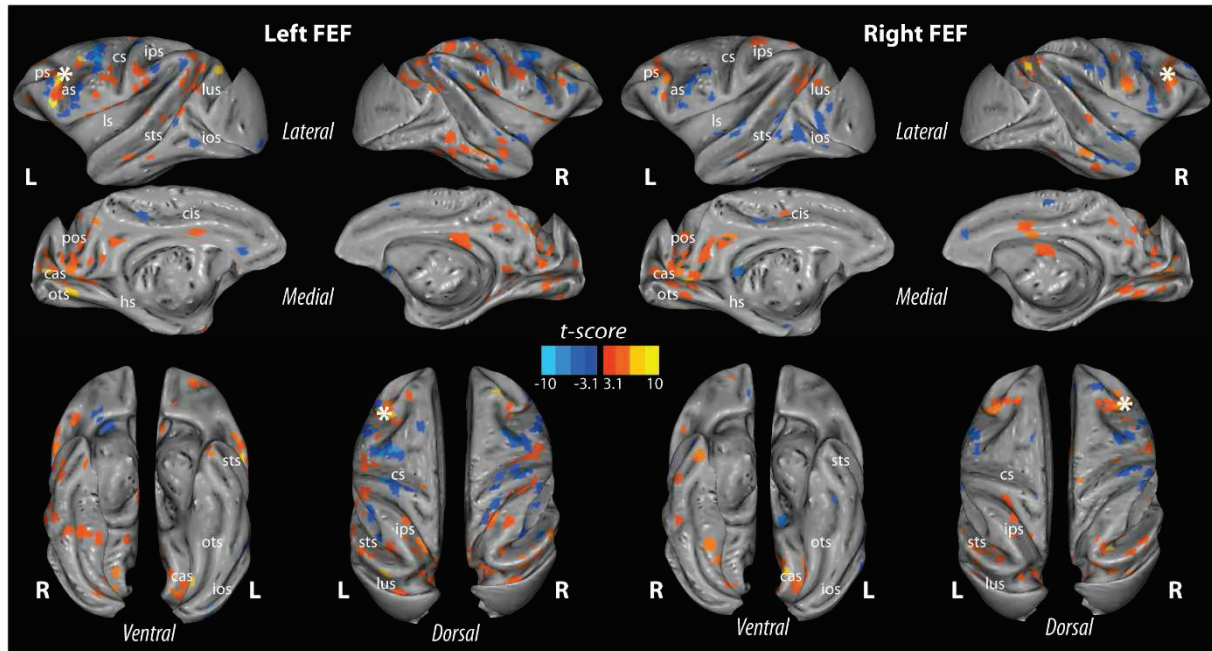 Left FEF
Right FEF
ps * as cs ips lus ls sts ios
Lateral
*
ps as cs ips lus ls sts ios
Lateral
L
R
L
R
pos cis cas ots hs
Medial
pos cis cas ots hs
Medial
t-score
-10 -3.1 3.1 10
sts ots cas ios
* cs ips sts lus
sts ots cas ios
* cs ips sts lus
R
L
L
R
R
L
L
R
Ventral
Dorsal
Ventral
Dorsal